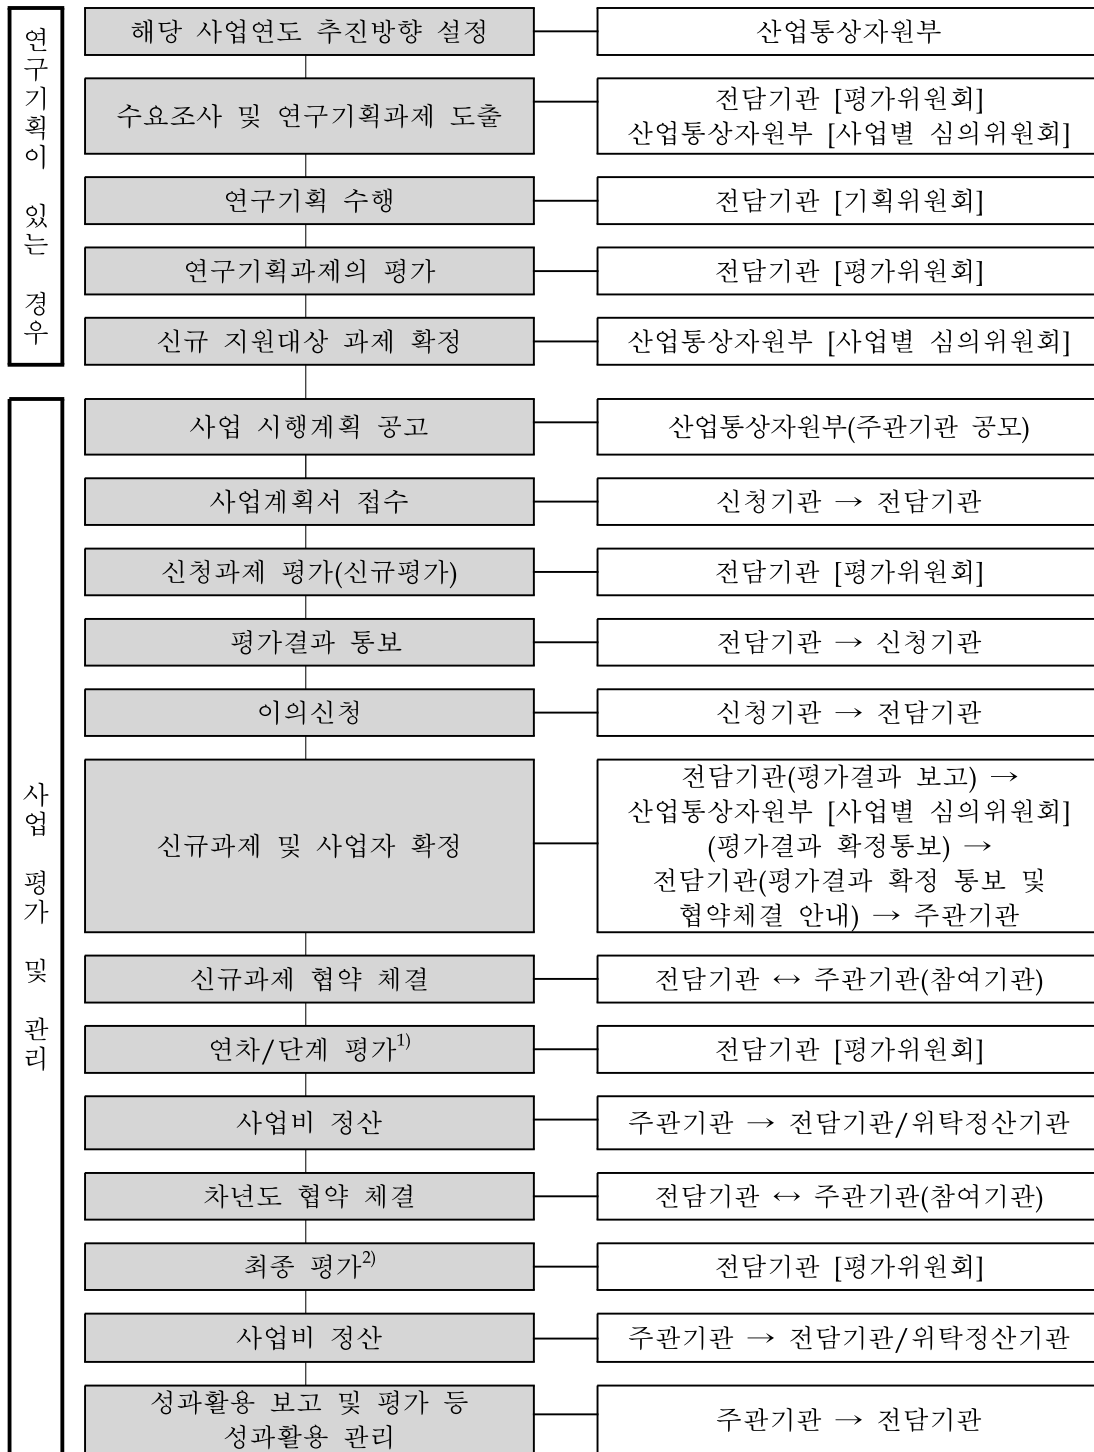 연구기획이 있는 경우
해당 사업연도 추진방향 설정
산업통상자원부
수요조사 및 연구기획과제 도출
전담기관 [평가위원회]
산업통상자원부 [사업별 심의위원회]
연구기획 수행
전담기관 [기획위원회]
연구기획과제의 평가
전담기관 [평가위원회]
신규 지원대상 과제 확정
산업통상자원부 [사업별 심의위원회]
사업 평가 및 관리
사업 시행계획 공고
산업통상자원부(주관기관 공모)
사업계획서 접수
신청기관 → 전담기관
신청과제 평가(신규평가)
전담기관 [평가위원회]
평가결과 통보
전담기관 → 신청기관
이의신청
신청기관 → 전담기관
신규과제 및 사업자 확정
전담기관(평가결과 보고) →
산업통상자원부 [사업별 심의위원회]
(평가결과 확정통보) →
전담기관(평가결과 확정 통보 및
협약체결 안내) → 주관기관
신규과제 협약 체결
전담기관 ↔ 주관기관(참여기관)
연차/단계 평가1)
전담기관 [평가위원회]
사업비 정산
주관기관 → 전담기관/위탁정산기관
차년도 협약 체결
전담기관 ↔ 주관기관(참여기관)
최종 평가2)
전담기관 [평가위원회]
사업비 정산
주관기관 → 전담기관/위탁정산기관
성과활용 보고 및 평가 등
성과활용 관리
주관기관 → 전담기관